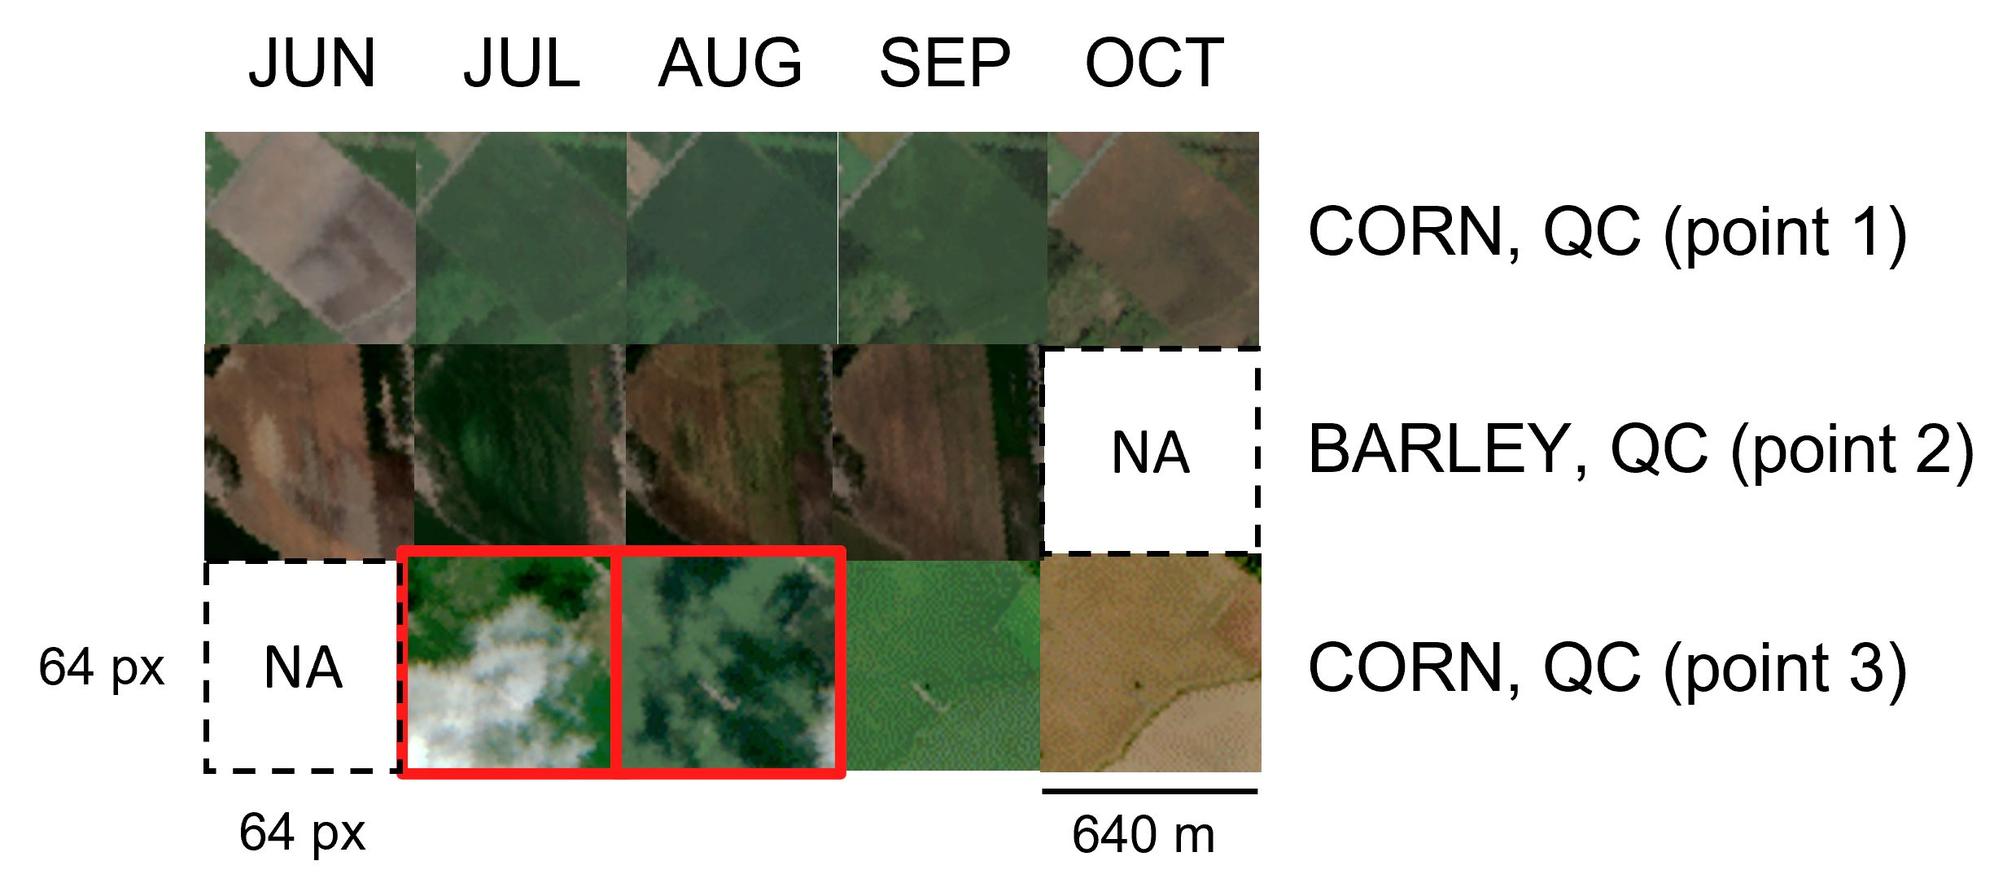 JUN JUL AUG SEP OCT
CORN, QC (point 1)
NA BARLEY, QC (point 2)
64 px NA CORN, QC (point 3)
64 px 640 m